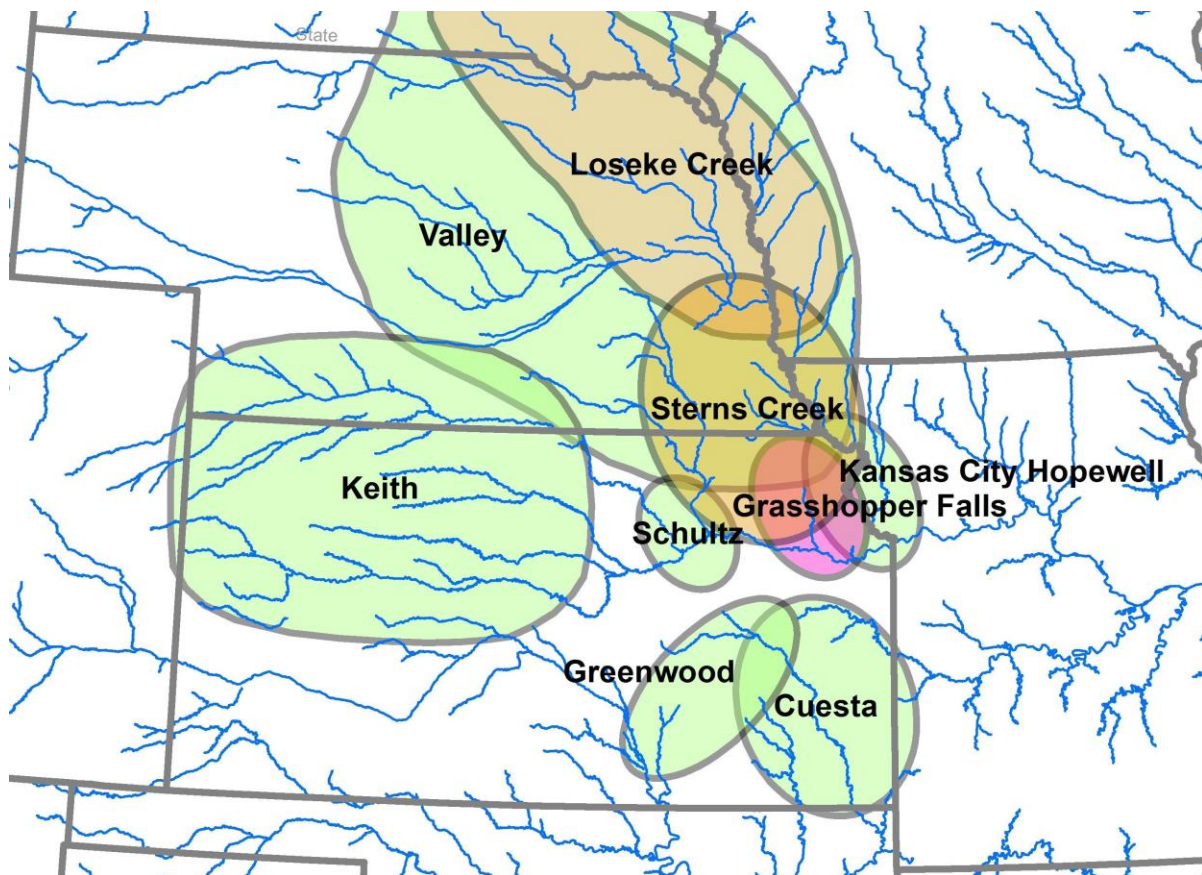 State
Loseke Creek
Valley
Sterns Creek
Kansas City Hopewell
Keith
Grasshopper Falls
Schultz
Greenwood
Cuesta